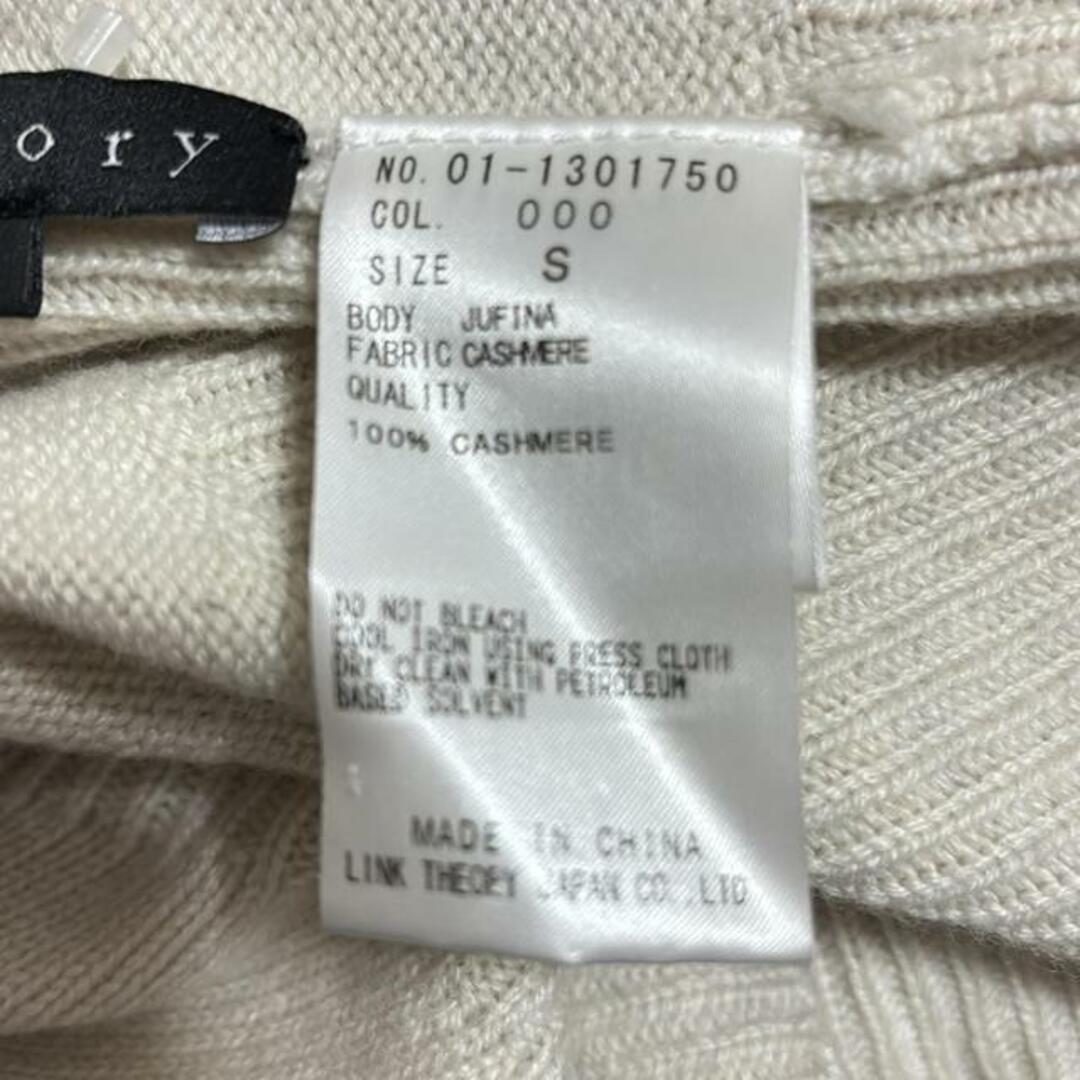 ory
NO. 01-1301750
COL. 000
SIZE S
BODY JUFINA
FABRIC CASHMERE
QUALITY
100% CASHMERE
DO NOT BLEACH
COOL IRON USING PRESS CLOTH
DRY CLEAN WITH PETROLEUM
BASED SOLVENT
MADE IN CHINA
LINK THEORY JAPAN CO.,LTD